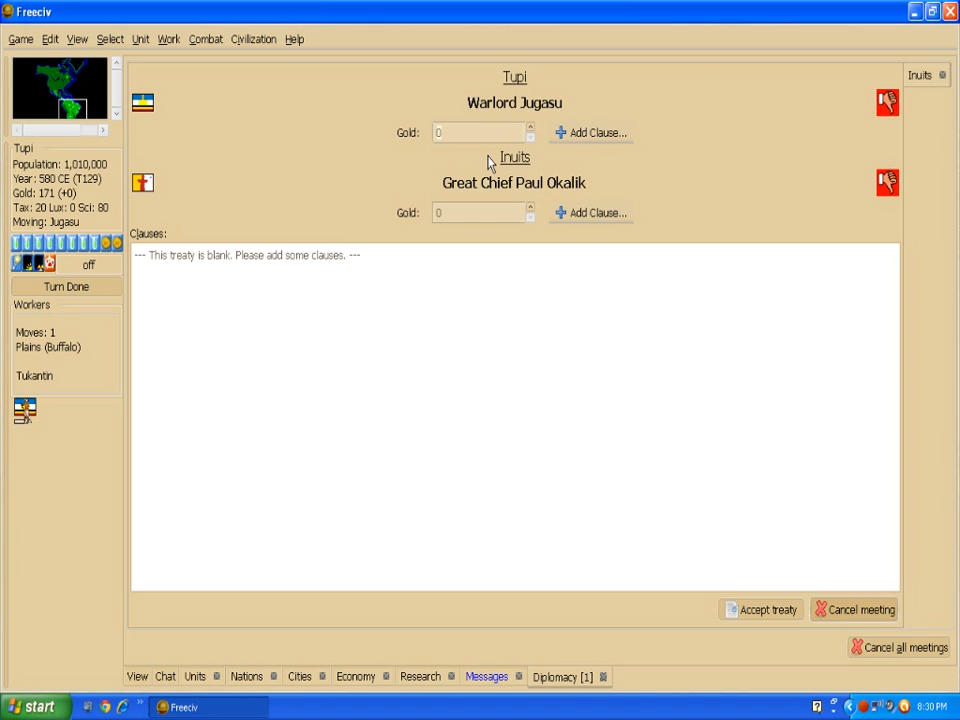 Freeciv
Game Edit View Select Unit Work Combat Civilization Help
Tupi
Warlord Jugasu
Gold: 0 Add Clause...
Inuits
Great Chief Paul Okalik
Gold: 0 Add Clause...
Clauses:
--- This treaty is blank. Please add some clauses. ---
Accept treaty Cancel meeting
Cancel all meetings
Inuits
Tupi
Population: 1,010,000
Year: 580 CE (T129)
Gold: 171 (+0)
Tax: 20 Lux: 0 Sci: 80
Moving: Jugasu
off
Turn Done
Workers
Moves: 1
Plains (Buffalo)
Tukantin
View Chat Units Nations Cities Economy Research Messages Diplomacy [1]
start Freeciv 8:30 PM